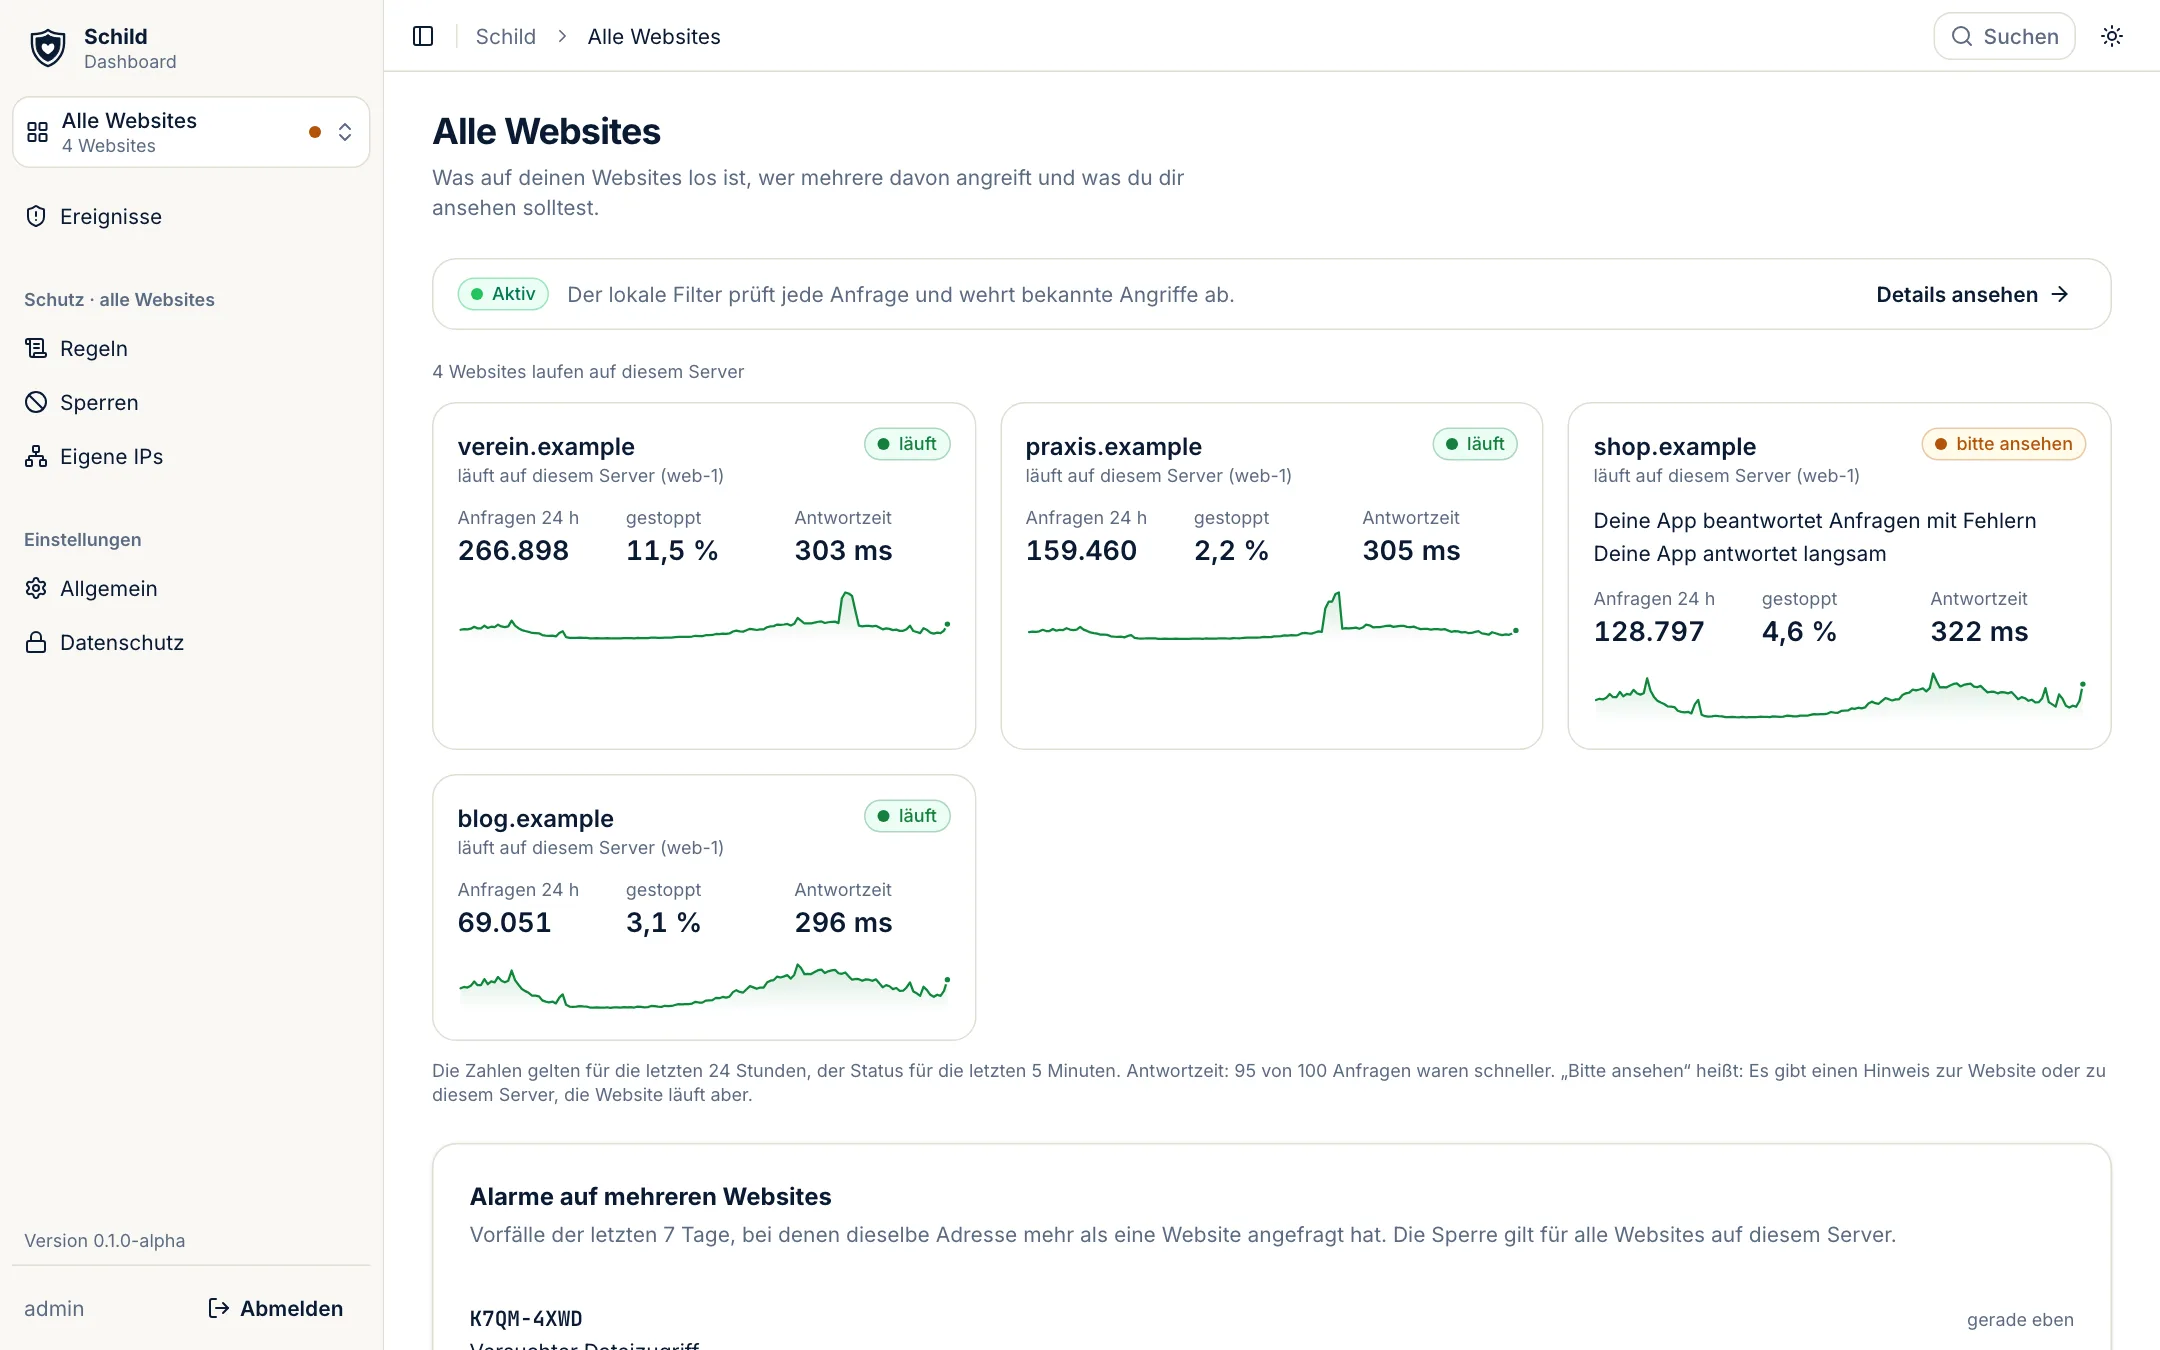 Schild
Dashboard
Alle Websites
4 Websites
Ereignisse
Schutz · alle Websites
Regeln
Sperren
Eigene IPs
Einstellungen
Allgemein
Datenschutz
Version 0.1.0-alpha
admin
Abmelden
Schild
Alle Websites
Suchen
Alle Websites
Was auf deinen Websites los ist, wer mehrere davon angreift und was du dir
ansehen solltest.
Aktiv
Der lokale Filter prüft jede Anfrage und wehrt bekannte Angriffe ab.
Details ansehen
4 Websites laufen auf diesem Server
verein.example
läuft
läuft auf diesem Server (web-1)
Anfragen 24 h
gestoppt
Antwortzeit
266.898
11,5 %
303 ms
praxis.example
läuft
läuft auf diesem Server (web-1)
Anfragen 24 h
gestoppt
Antwortzeit
159.460
2,2 %
305 ms
shop.example
bitte ansehen
läuft auf diesem Server (web-1)
Deine App beantwortet Anfragen mit Fehlern
Deine App antwortet langsam
Anfragen 24 h
gestoppt
Antwortzeit
128.797
4,6 %
322 ms
blog.example
läuft
läuft auf diesem Server (web-1)
Anfragen 24 h
gestoppt
Antwortzeit
69.051
3,1 %
296 ms
Die Zahlen gelten für die letzten 24 Stunden, der Status für die letzten 5 Minuten. Antwortzeit: 95 von 100 Anfragen waren schneller. „Bitte ansehen“ heißt: Es gibt einen Hinweis zur Website oder zu
diesem Server, die Website läuft aber.
Alarme auf mehreren Websites
Vorfälle der letzten 7 Tage, bei denen dieselbe Adresse mehr als eine Website angefragt hat. Die Sperre gilt für alle Websites auf diesem Server.
K7QM-4XWD
gerade eben
Versuchter Dateizugriff